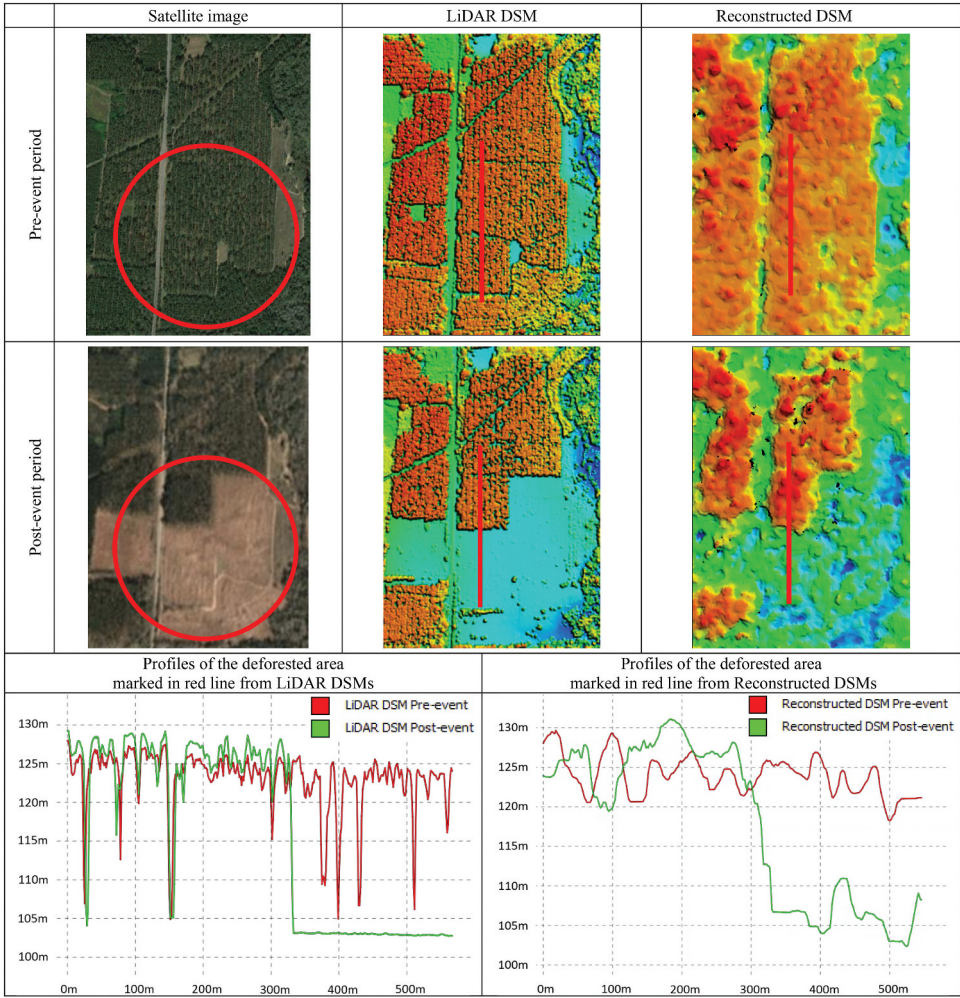 Satellite image
LiDAR DSM
Reconstructed DSM
Pre-event period
Post-event period
Profiles of the deforested area
marked in red line from LiDAR DSMs
LiDAR DSM Pre-event
LiDAR DSM Post-event
130m
125m
120m
115m
110m
105m
100m
0m 100m 200m 300m 400m 500m
Profiles of the deforested area
marked in red line from Reconstructed DSMs
Reconstructed DSM Pre-event
Reconstructed DSM Post-event
130m
125m
120m
115m
110m
105m
100m
0m 100m 200m 300m 400m 500m